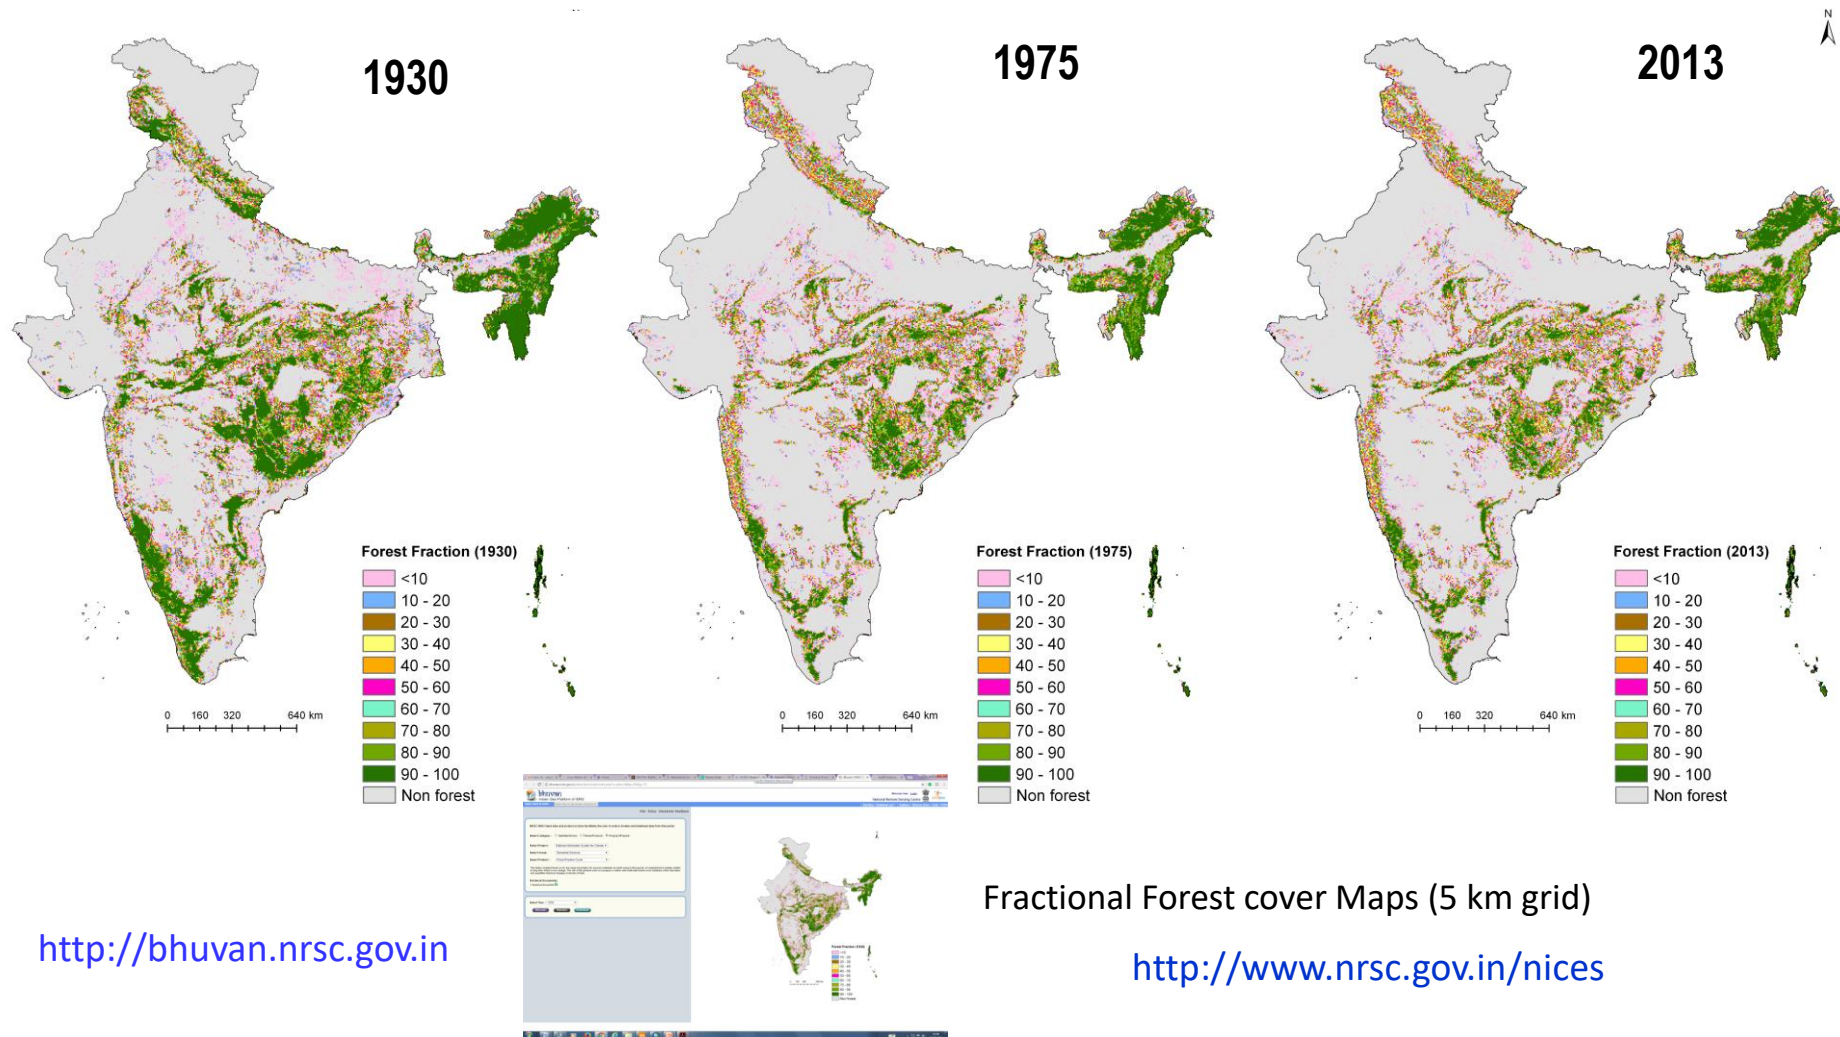 N
1930
1975
2013
Forest Fraction (1930)
<10
10 - 20
20 - 30
30 - 40
40 - 50
50 - 60
60 - 70
70 - 80
80 - 90
90 - 100
Non forest
0 160 320 640 km
Forest Fraction (1975)
<10
10 - 20
20 - 30
30 - 40
40 - 50
50 - 60
60 - 70
70 - 80
80 - 90
90 - 100
Non forest
0 160 320 640 km
Forest Fraction (2013)
<10
10 - 20
20 - 30
30 - 40
40 - 50
50 - 60
60 - 70
70 - 80
80 - 90
90 - 100
Non forest
0 160 320 640 km
bhuvan
Fractional Forest cover Maps (5 km grid)
http://bhuvan.nrsc.gov.in
http://www.nrsc.gov.in/nices